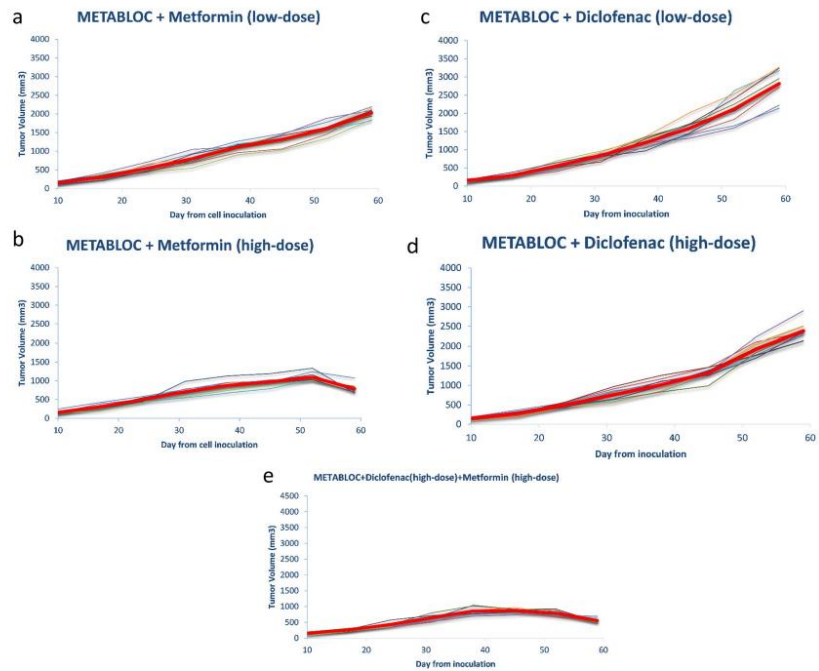 a
METABLOC + Metformin (low-dose)
Tumor Volume (mm3)
4000
3500
3000
2500
2000
1500
1000
500
0
10 20 30 40 50 60
Day from cell inoculation
c
METABLOC + Diclofenac (low-dose)
Tumor Volume (mm3)
4000
3500
3000
2500
2000
1500
1000
500
0
10 20 30 40 50 60
Day from inoculation
b
METABLOC + Metformin (high-dose)
Tumor Volume (mm3)
4000
3500
3000
2500
2000
1500
1000
500
0
10 20 30 40 50 60
Day from cell inoculation
d
METABLOC + Diclofenac (high-dose)
Tumor Volume (mm3)
4000
3500
3000
2500
2000
1500
1000
500
0
10 20 30 40 50 60
Day from inoculation
e
METABLOC+Diclofenac(high-dose)+Metformin (high-dose)
Tumor Volume (mm3)
4500
4000
3500
3000
2500
2000
1500
1000
500
0
10 20 30 40 50 60
Day from inoculation